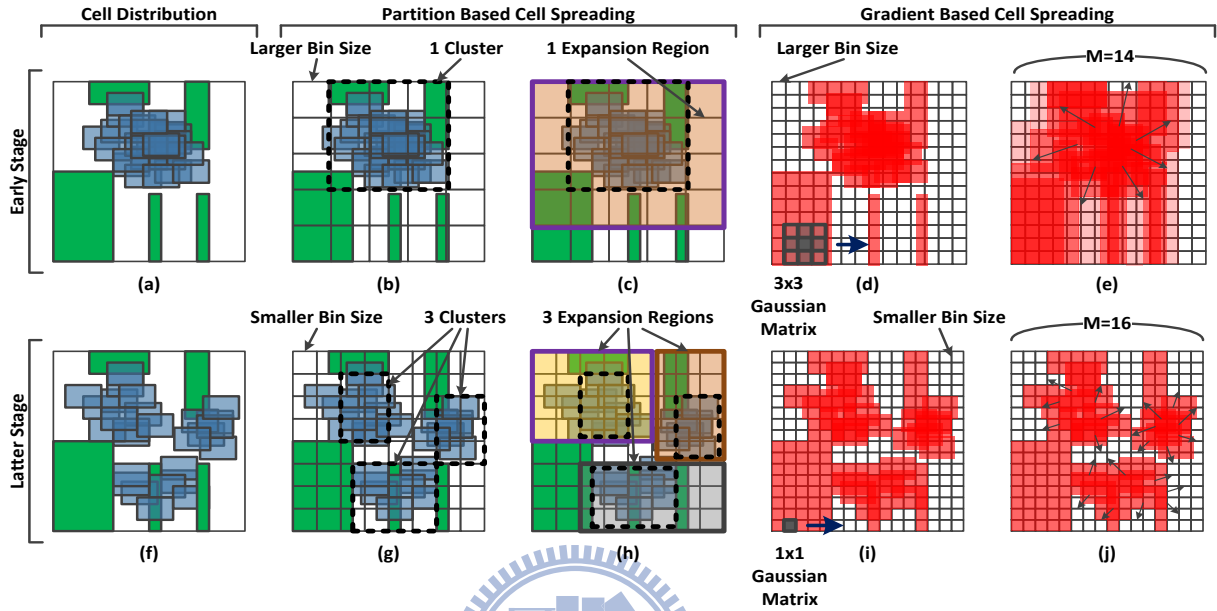 Cell Distribution
Partition Based Cell Spreading
Gradient Based Cell Spreading
Larger Bin Size
1 Cluster
1 Expansion Region
Larger Bin Size
M=14
Early Stage
3x3
Gaussian
Matrix
(a)
(b)
(c)
(d)
(e)
Smaller Bin Size
3 Clusters
3 Expansion Regions
Smaller Bin Size
M=16
Latter Stage
1x1
Gaussian
Matrix
(f)
(g)
(h)
(i)
(j)